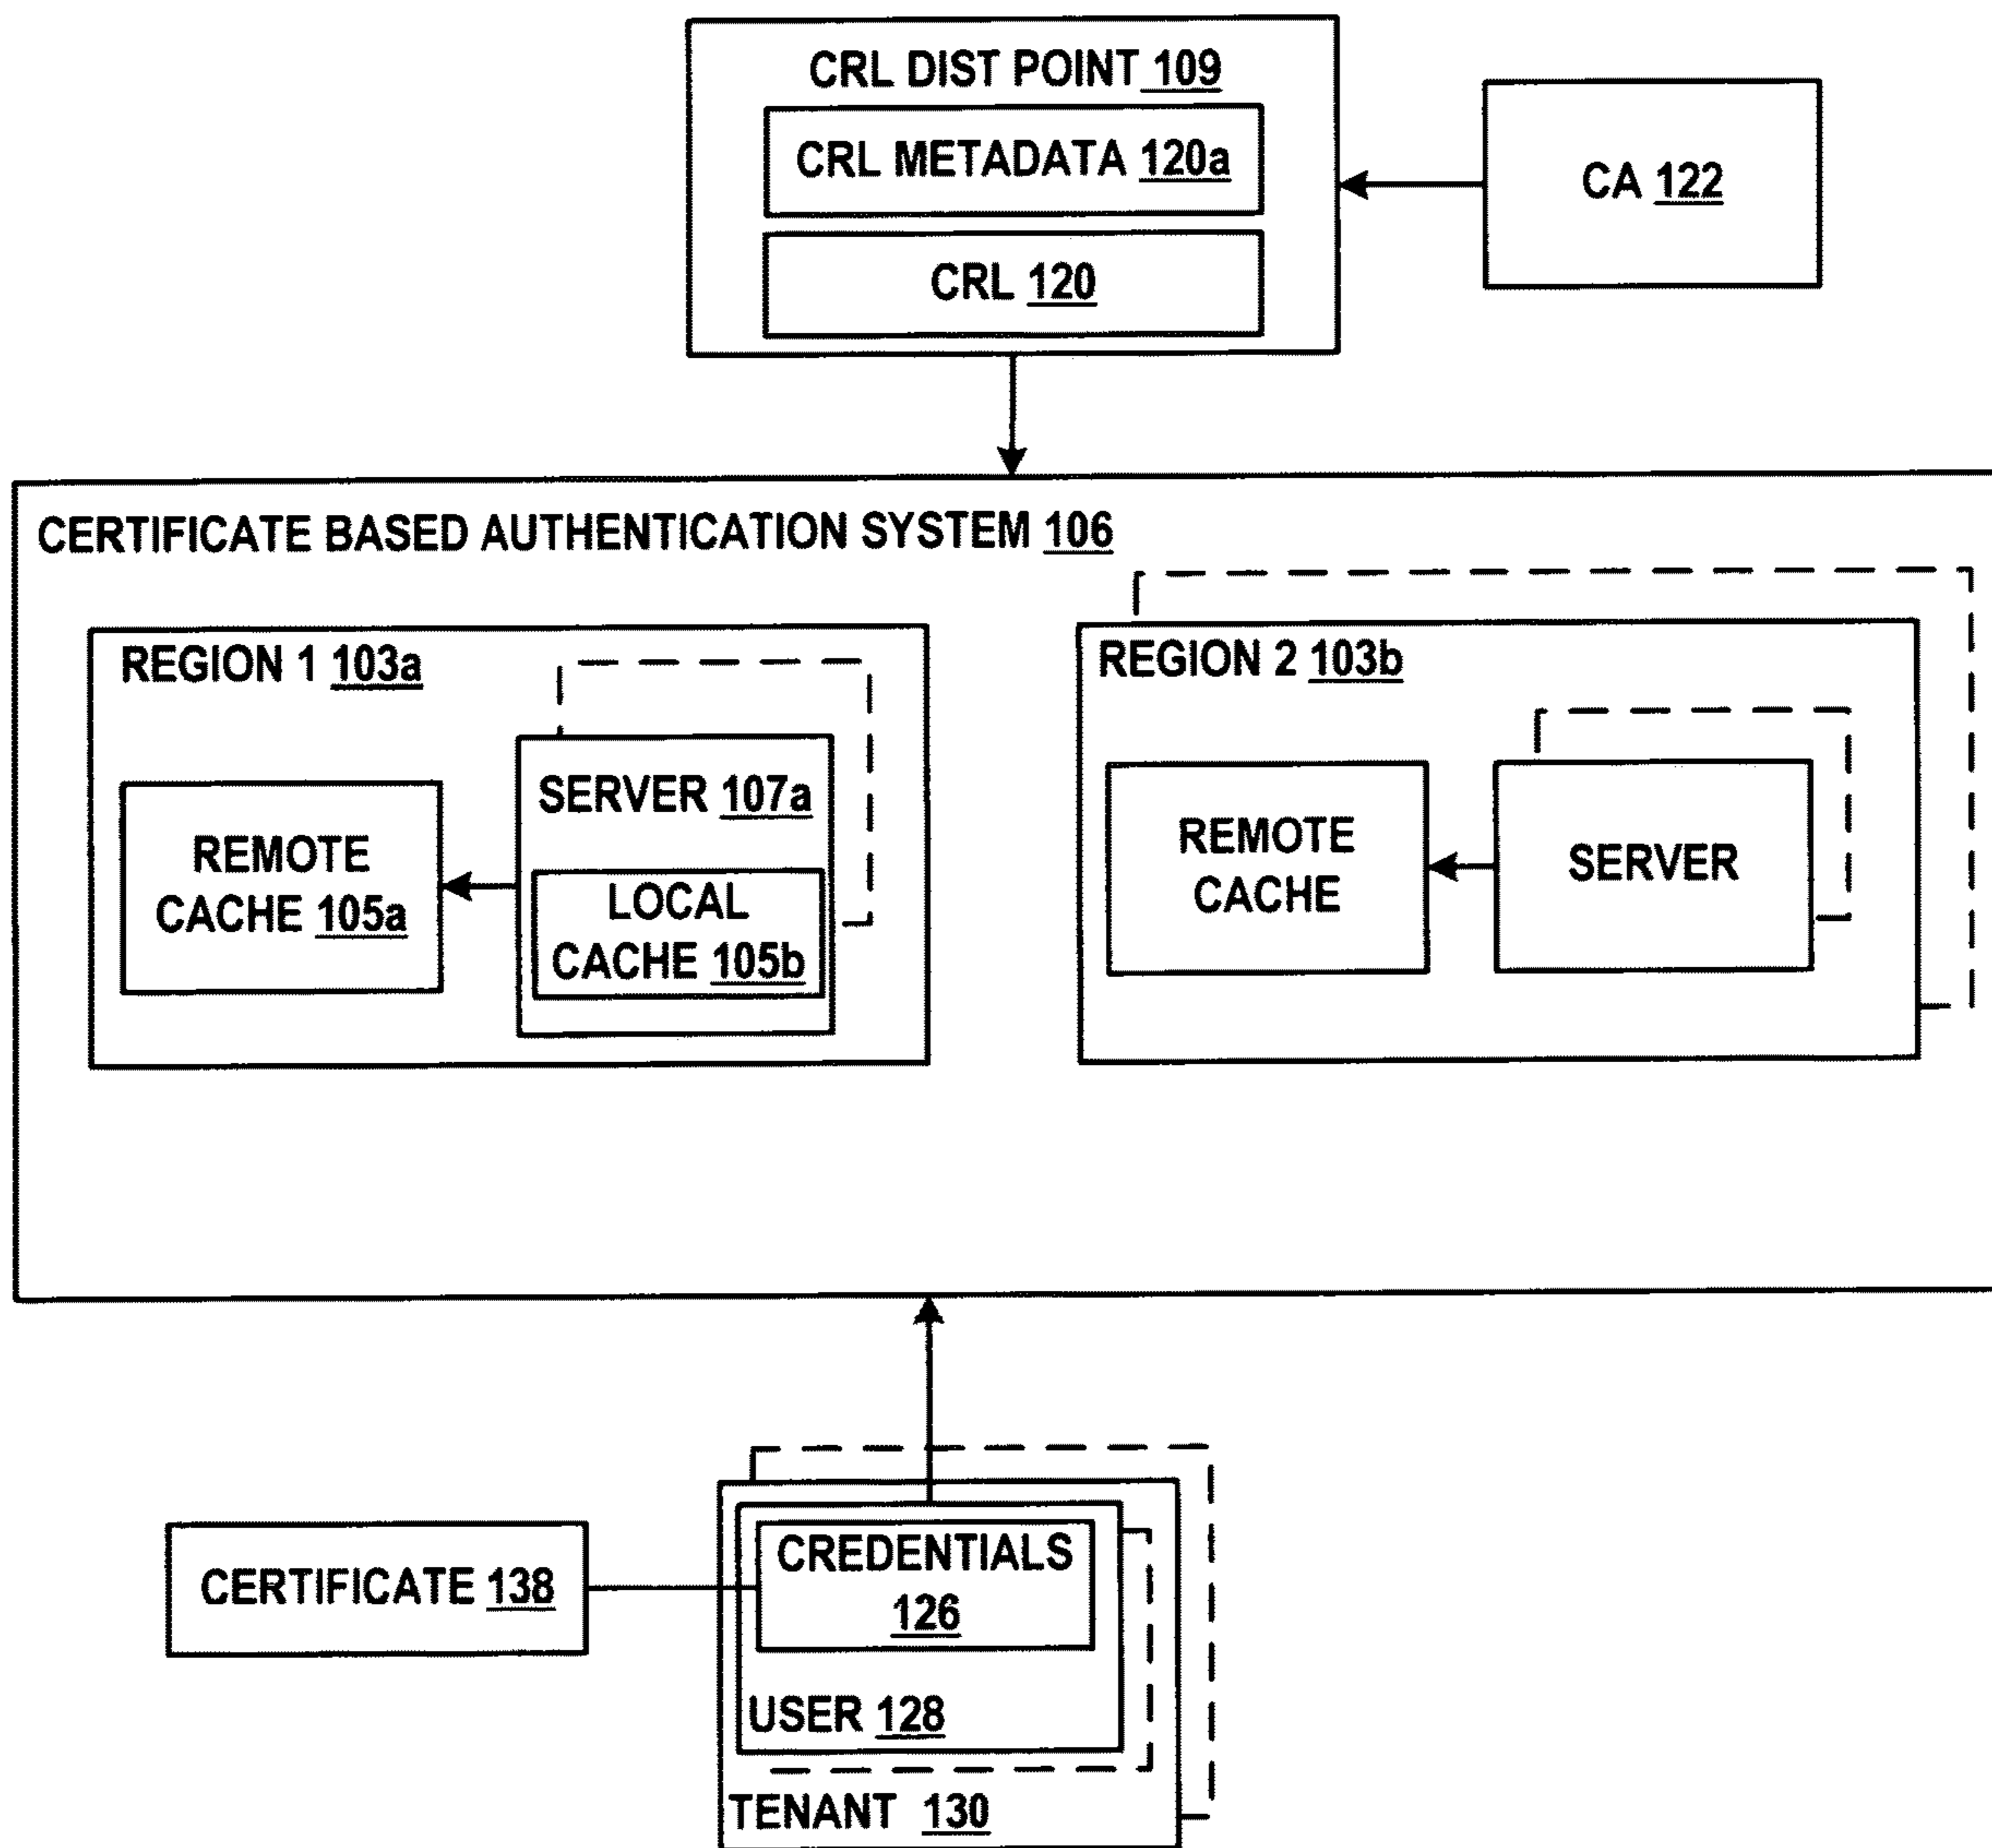 CRL DIST POINT 109
CRL METADATA 120a
CRL 120
CA 122
CERTIFICATE BASED AUTHENTICATION SYSTEM 106
REGION 1 103a
REMOTE
CACHE 105a
SERVER 107a
LOCAL
CACHE 105b
REGION 2 103b
REMOTE
CACHE
SERVER
CERTIFICATE 138
CREDENTIALS
126
USER 128
TENANT 130